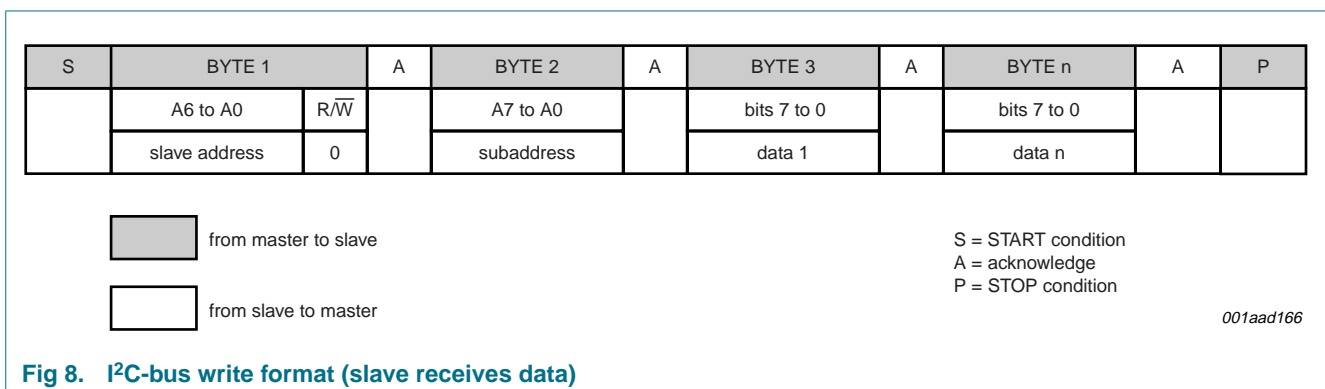 S BYTE 1 A BYTE 2 A BYTE 3 A BYTE n A P
A6 to A0 R/W̅ A7 to A0 bits 7 to 0 bits 7 to 0
slave address 0 subaddress data 1 data n
from master to slave
from slave to master
S = START condition
A = acknowledge
P = STOP condition
001aad166
Fig 8. I²C-bus write format (slave receives data)